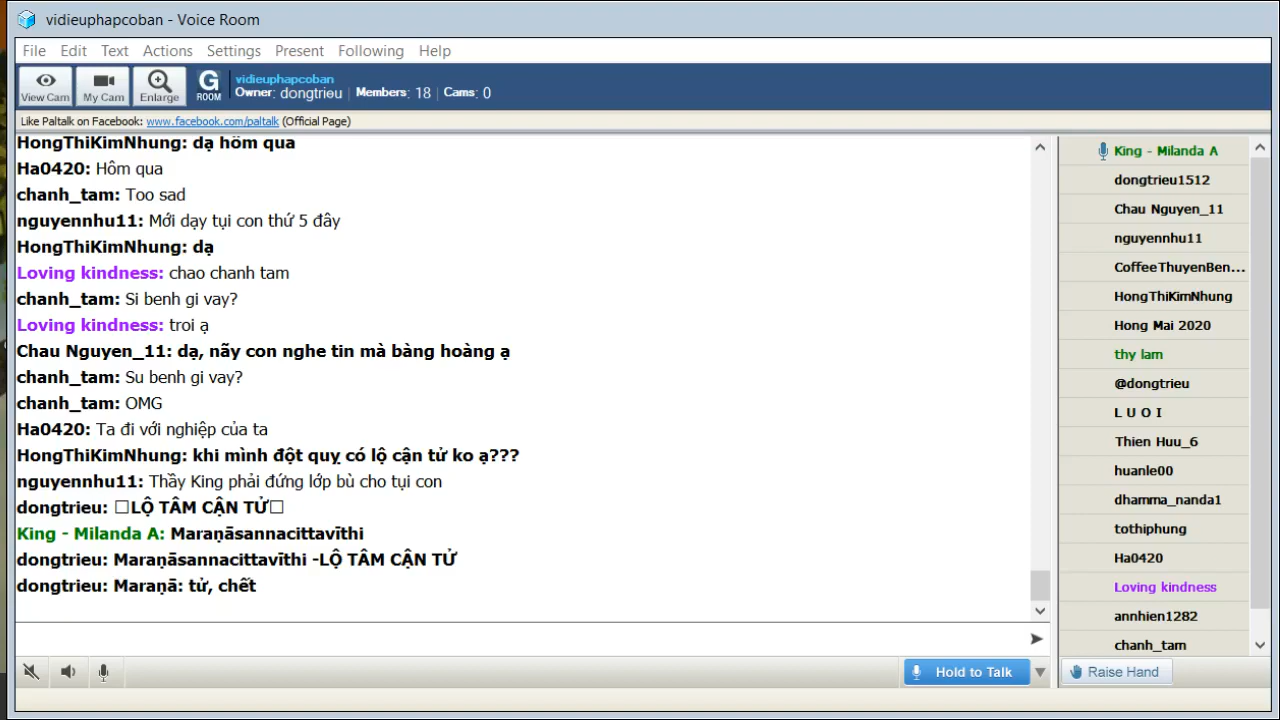 vidieuphapcoban - Voice Room
File Edit Text Actions Settings Present Following Help
View Cam
My Cam
Enlarge
G ROOM
vidieuphapcoban
Owner: dongtrieu | Members: 18 | Cams: 0
Like Paltalk on Facebook: www.facebook.com/paltalk (Official Page)
HongThiKimNhung: dạ hôm qua
Ha0420: Hôm qua
chanh_tam: Too sad
nguyennhu11: Mới dạy tụi con thứ 5 đây
HongThiKimNhung: dạ
Loving kindness: chao chanh tam
chanh_tam: Si benh gi vay?
Loving kindness: troi ạ
Chau Nguyen_11: dạ, nãy con nghe tin mà bàng hoàng ạ
chanh_tam: Su benh gi vay?
chanh_tam: OMG
Ha0420: Ta đi với nghiệp của ta
HongThiKimNhung: khi mình đột quỵ có lộ cận tử ko ạ???
nguyennhu11: Thầy King phải đứng lớp bù cho tụi con
dongtrieu: □LỘ TÂM CẬN TỬ□
King - Milanda A: Maraṇāsannacittavīthi
dongtrieu: Maraṇāsannacittavīthi -LỘ TÂM CẬN TỬ
dongtrieu: Maraṇā: tử, chết
King - Milanda A
dongtrieu1512
Chau Nguyen_11
nguyennhu11
CoffeeThuyenBen...
HongThiKimNhung
Hong Mai 2020
thy lam
@dongtrieu
L U O I
Thien Huu_6
huanle00
dhamma_nanda1
tothiphung
Ha0420
Loving kindness
annhien1282
chanh_tam
Hold to Talk
Raise Hand